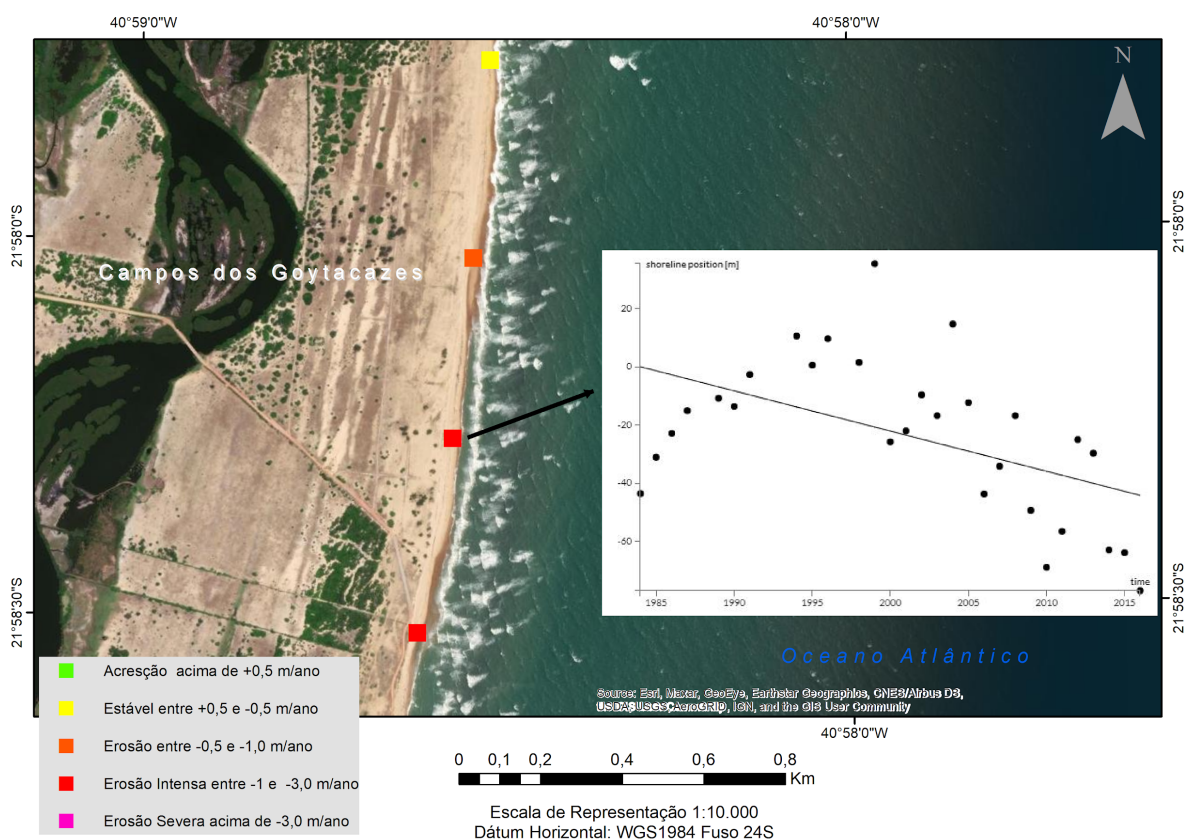 40°59'0"W
40°58'0"W
N
21°58'0"S
21°58'0"S
Campos dos Goytacazes
shoreline position [m]
20
0
-20
-40
-60
time
1985 1990 1995 2000 2005 2010 2015
21°58'30"S
21°58'30"S
Oceano Atlântico
Source: Esri, Maxar, GeoEye, Earthstar Geographics, CNES/Airbus DS,
USDA, USGS, AeroGRID, IGN, and the GIS User Community
40°58'0"W
Acresção acima de +0,5 m/ano
Estável entre +0,5 e -0,5 m/ano
Erosão entre -0,5 e -1,0 m/ano
Erosão Intensa entre -1 e -3,0 m/ano
Erosão Severa acima de -3,0 m/ano
0 0,1 0,2 0,4 0,6 0,8
Km
Escala de Representação 1:10.000
Dátum Horizontal: WGS1984 Fuso 24S